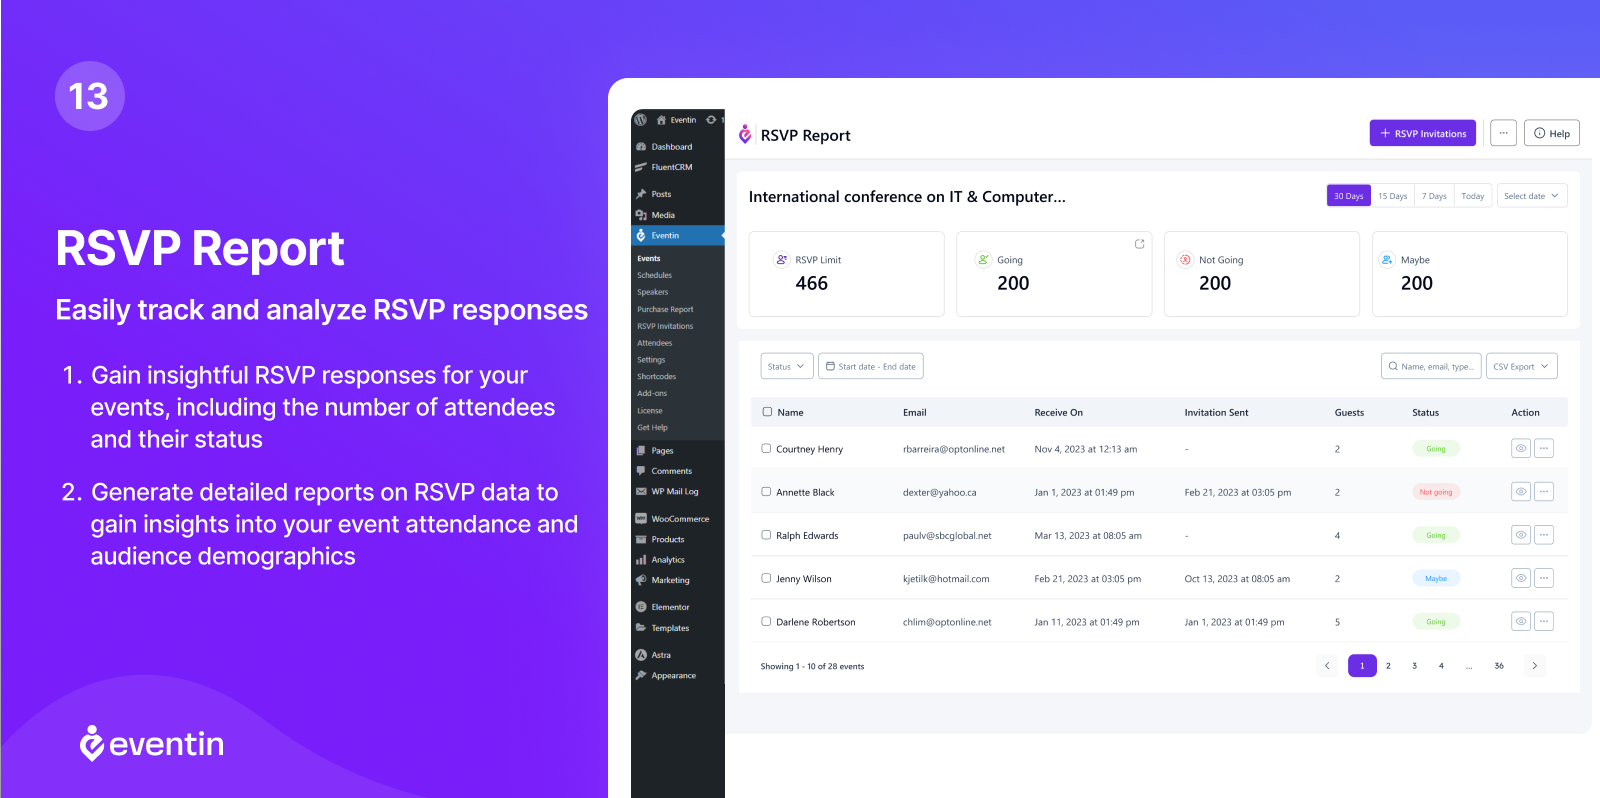 13
RSVP Report
Easily track and analyze RSVP responses
1. Gain insightful RSVP responses for your
events, including the number of attendees
and their status
2. Generate detailed reports on RSVP data to
gain insights into your event attendance and
audience demographics
eventin
Eventin 1
Dashboard
FluentCRM
Posts
Media
Eventin
Events
Schedules
Speakers
Purchase Report
RSVP Invitations
Attendees
Settings
Shortcodes
Add-ons
License
Get Help
Pages
Comments
WP Mail Log
WooCommerce
Products
Analytics
Marketing
Elementor
Templates
Astra
Appearance
RSVP Report
+ RSVP Invitations ... Help
International conference on IT & Computer...
30 Days 15 Days 7 Days Today Select date
RSVP Limit
466
Going
200
Not Going
200
Maybe
200
Status Start date - End date Name, email, type... CSV Export
Name Email Receive On Invitation Sent Guests Status Action
Courtney Henry rbarreira@optonline.net Nov 4, 2023 at 12:13 am - 2 Going ...
Annette Black dexter@yahoo.ca Jan 1, 2023 at 01:49 pm Feb 21, 2023 at 03:05 pm 2 Not going ...
Ralph Edwards paulv@sbcglobal.net Mar 13, 2023 at 08:05 am - 4 Going ...
Jenny Wilson kjetilk@hotmail.com Feb 21, 2023 at 03:05 pm Oct 13, 2023 at 08:05 am 2 Maybe ...
Darlene Robertson chlim@optonline.net Jan 11, 2023 at 01:49 pm Jan 1, 2023 at 01:49 pm 5 Going ...
Showing 1 - 10 of 28 events < 1 2 3 4 ... 36 >